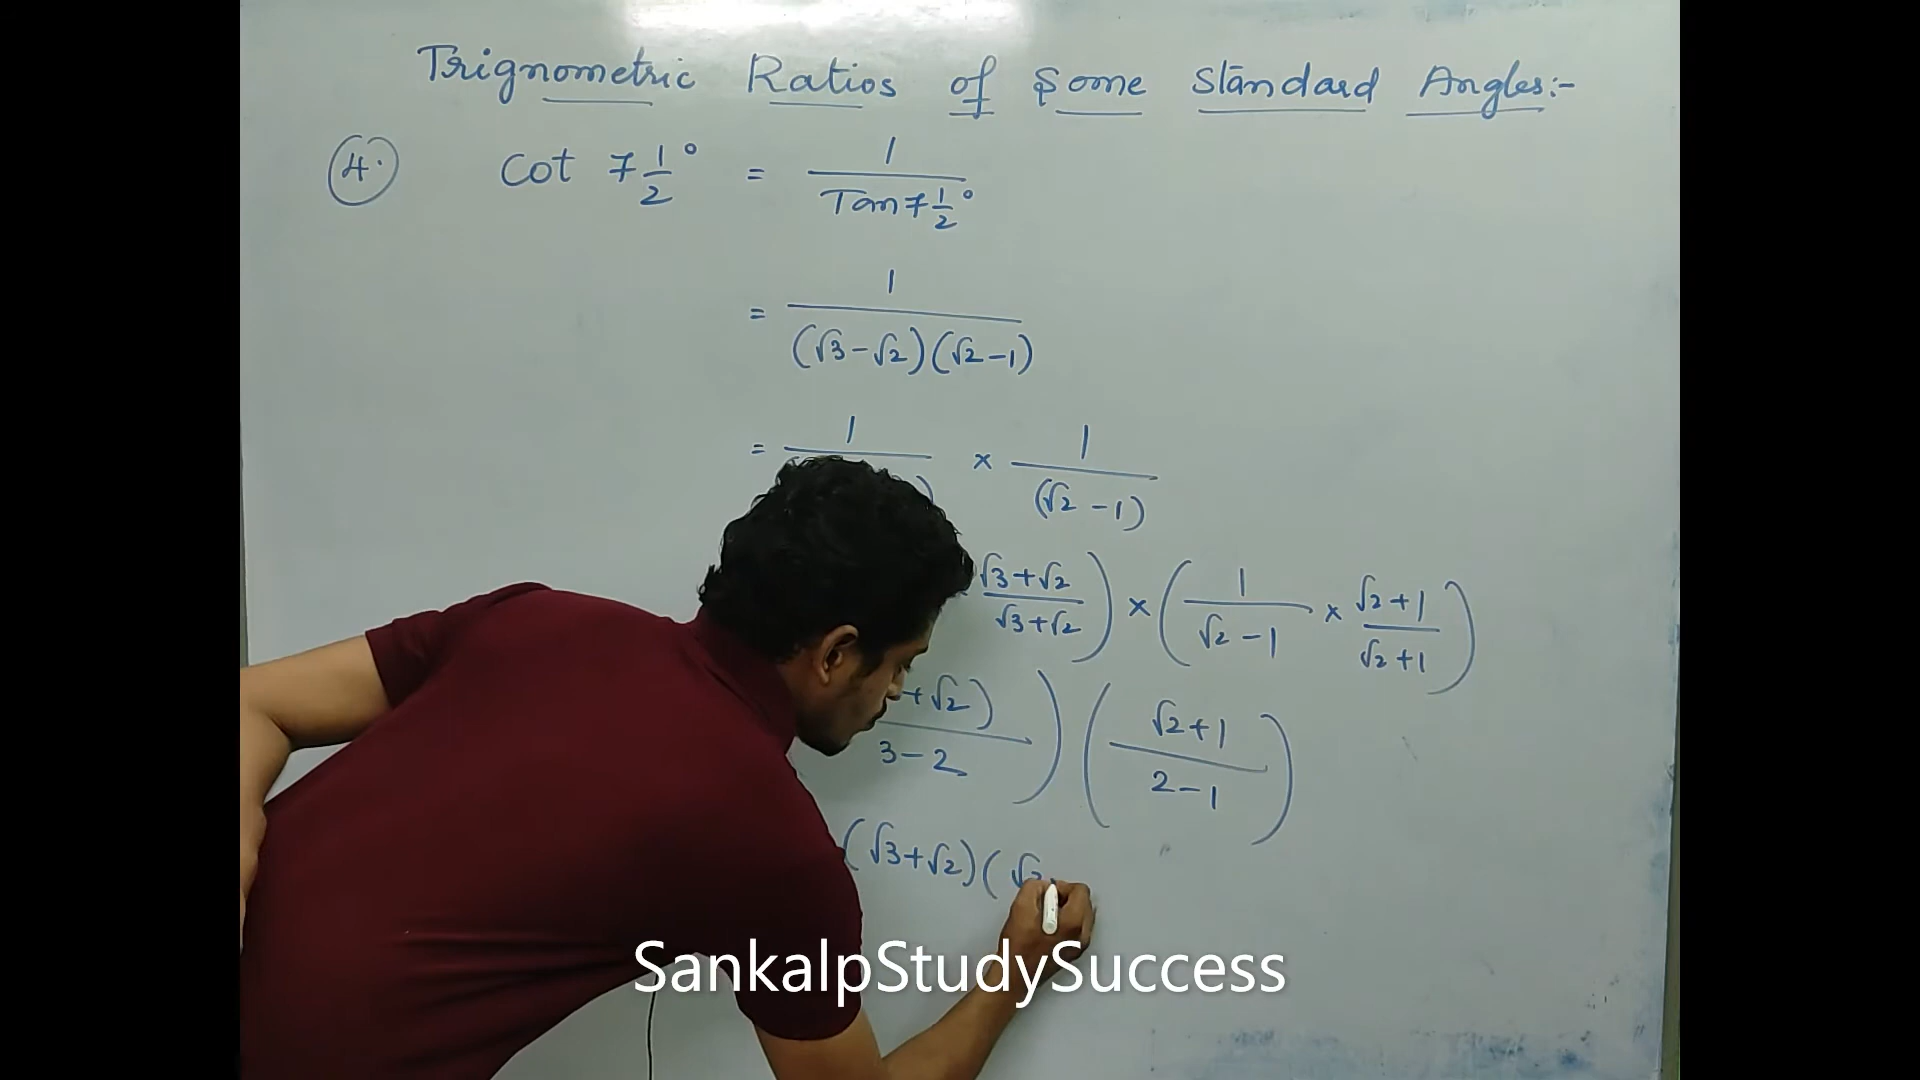 Trignometric Ratios of Some Standard Angles:-
4. Cot 7 1/2° = 1/Tan 7 1/2°
= 1/(√3-√2)(√2-1)
= 1/ ) × 1/(√2-1)
√3+√2/√3+√2) × (1/√2-1 × √2+1/√2+1)
+√2)/3-2) (√2+1/2-1)
(√3+√2)(√2
SankalpStudySuccess